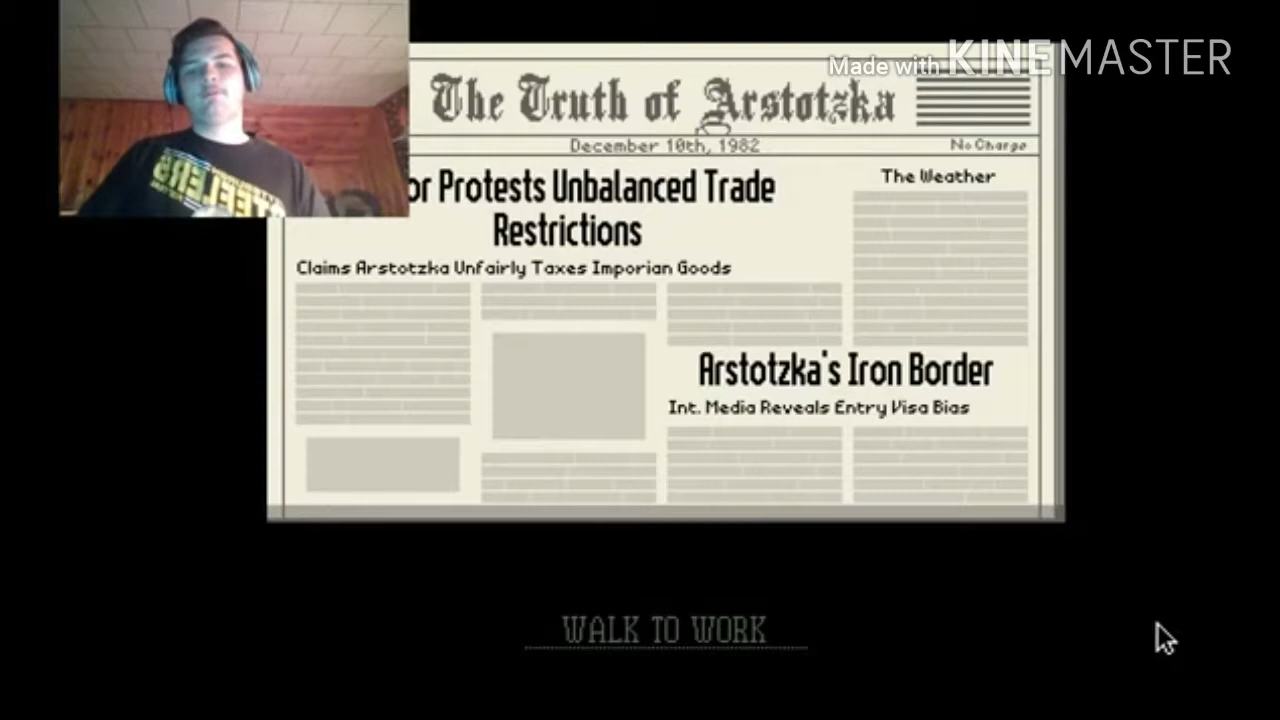 Made with KINEMASTER
The Truth of Arstotzka
December 10th, 1982
No Charge
STEELERS
or Protests Unbalanced Trade
Restrictions
The Weather
Claims Arstotzka Unfairly Taxes Imporian Goods
Arstotzka's Iron Border
Int. Media Reveals Entry Visa Bias
WALK TO WORK